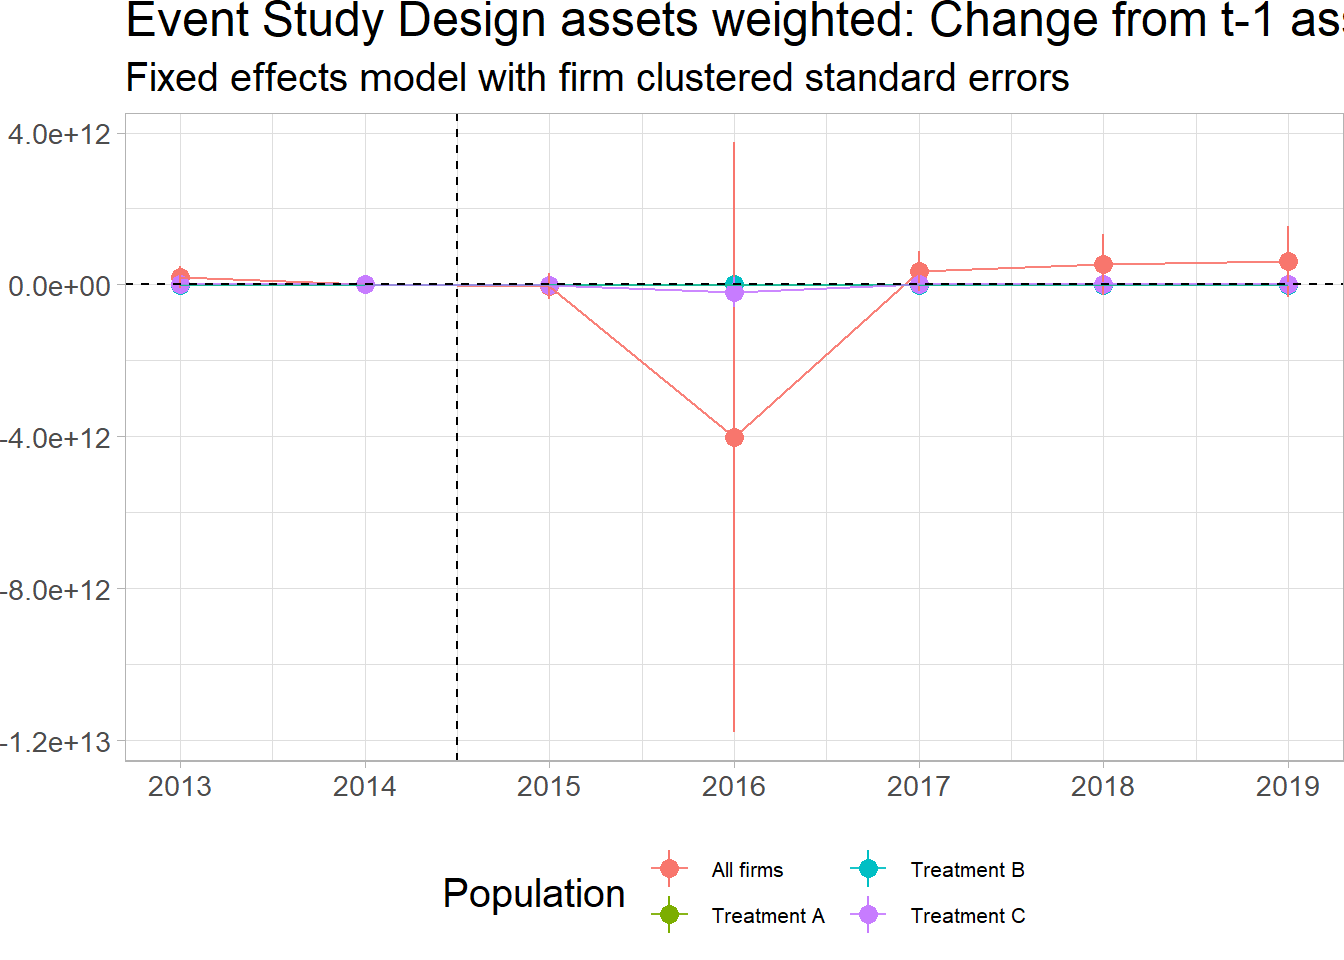 Event Study Design assets weighted: Change from t-1 ass
Fixed effects model with firm clustered standard errors
4.0e+12
0.0e+00
-4.0e+12
-8.0e+12
-1.2e+13
2013 2014 2015 2016 2017 2018 2019
Population
All firms
Treatment A
Treatment B
Treatment C